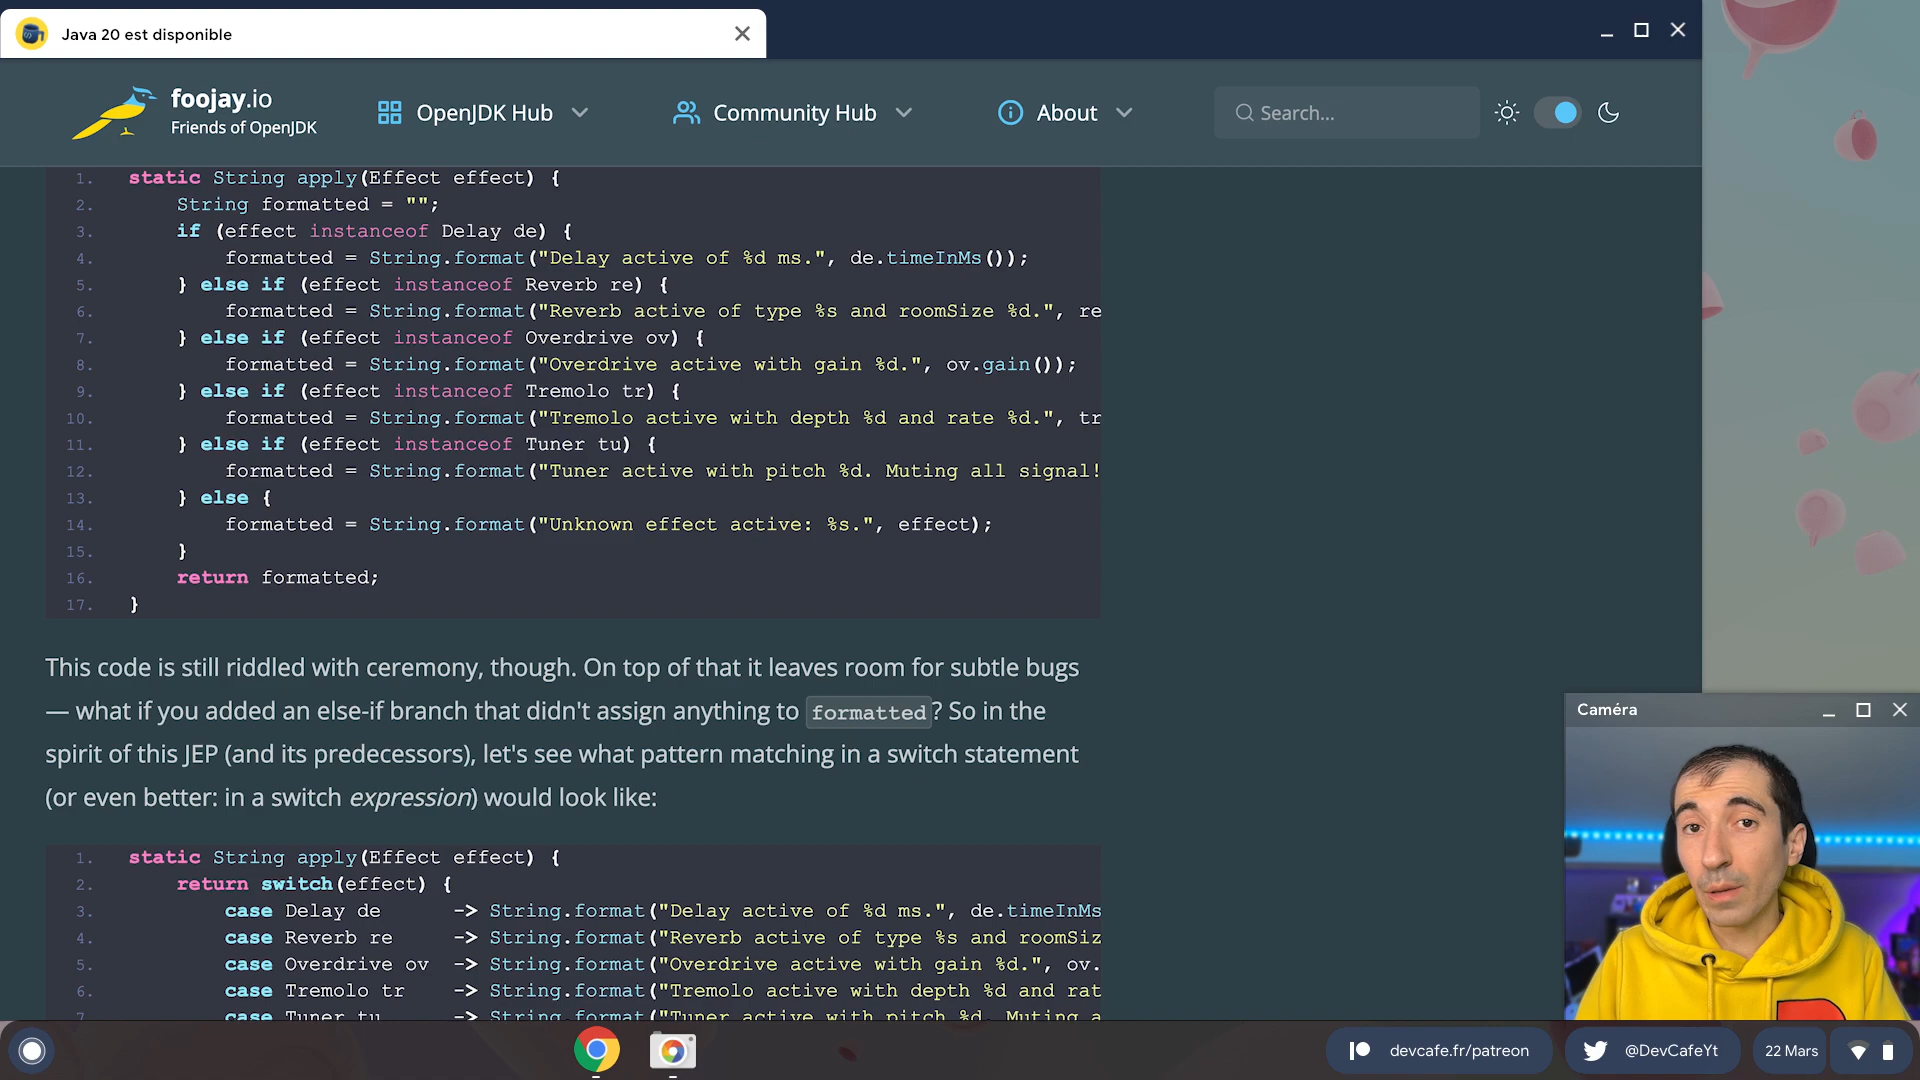 Java 20 est disponible
foojay.io
Friends of OpenJDK
OpenJDK Hub
Community Hub
About
Search...
1. static String apply(Effect effect) {
2. String formatted = "";
3. if (effect instanceof Delay de) {
4. formatted = String.format("Delay active of %d ms.", de.timeInMs());
5. } else if (effect instanceof Reverb re) {
6. formatted = String.format("Reverb active of type %s and roomSize %d.", re
7. } else if (effect instanceof Overdrive ov) {
8. formatted = String.format("Overdrive active with gain %d.", ov.gain());
9. } else if (effect instanceof Tremolo tr) {
10. formatted = String.format("Tremolo active with depth %d and rate %d.", tr
11. } else if (effect instanceof Tuner tu) {
12. formatted = String.format("Tuner active with pitch %d. Muting all signal!
13. } else {
14. formatted = String.format("Unknown effect active: %s.", effect);
15. }
16. return formatted;
17. }
This code is still riddled with ceremony, though. On top of that it leaves room for subtle bugs
— what if you added an else-if branch that didn't assign anything to formatted? So in the
spirit of this JEP (and its predecessors), let's see what pattern matching in a switch statement
(or even better: in a switch expression) would look like:
1. static String apply(Effect effect) {
2. return switch(effect) {
3. case Delay de -> String.format("Delay active of %d ms.", de.timeInMs
4. case Reverb re -> String.format("Reverb active of type %s and roomSiz
5. case Overdrive ov -> String.format("Overdrive active with gain %d.", ov.
6. case Tremolo tr -> String.format("Tremolo active with depth %d and rat
7. case Tuner tu -> String.format("Tuner active with pitch %d. Muting a
Caméra
devcafe.fr/patreon
@DevCafeYt
22 Mars